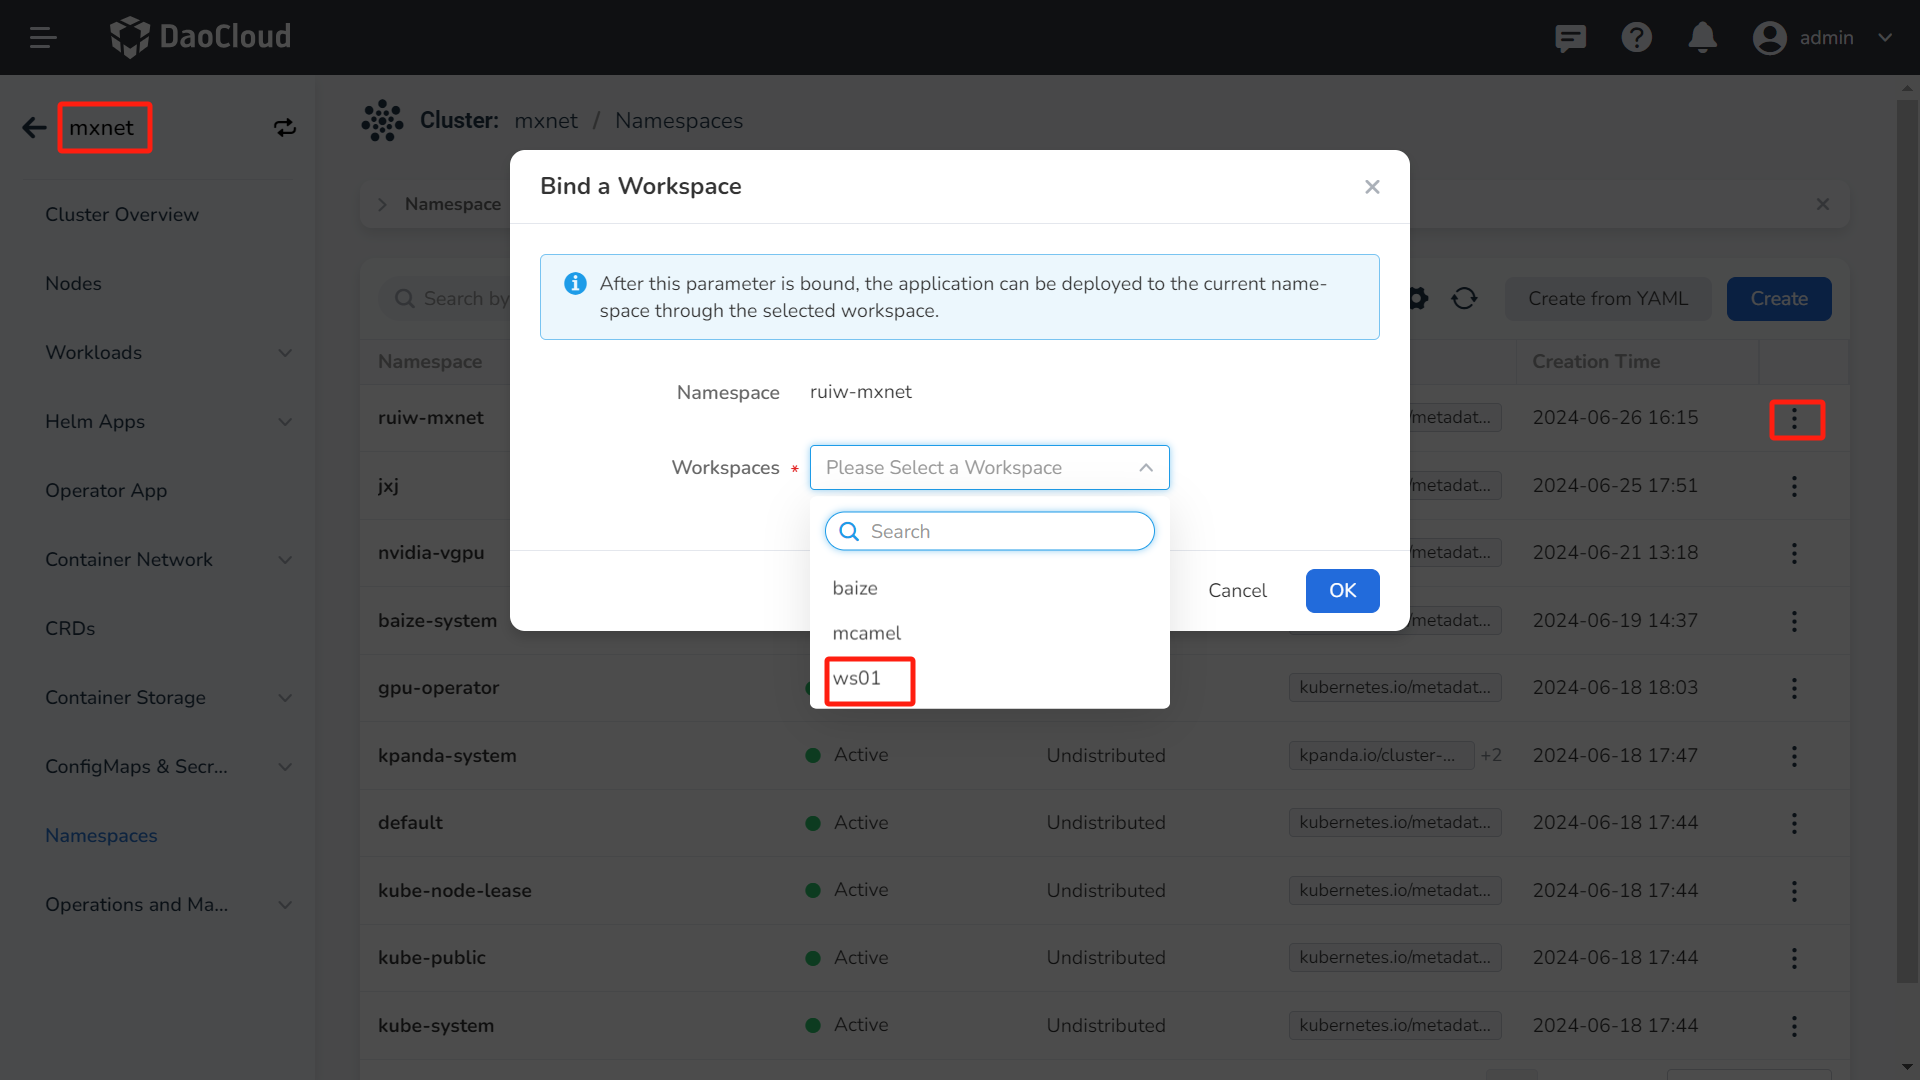 DaoCloud
admin
mxnet
Cluster: mxnet / Namespaces
Bind a Workspace
Cluster Overview
Namespace
Nodes
After this parameter is bound, the application can be deployed to the current name-
space through the selected workspace.
Search by
Create from YAML
Create
Workloads
Namespace
Creation Time
Namespace ruiw-mxnet
Helm Apps
ruiw-mxnet
/metadat...
2024-06-26 16:15
Workspaces * Please Select a Workspace
Operator App
jxj
/metadat...
2024-06-25 17:51
Search
Container Network
nvidia-vgpu
/metadat...
2024-06-21 13:18
baize
Cancel
OK
CRDs
baize-system
mcamel
/metadat...
2024-06-19 14:37
Container Storage
gpu-operator
ws01
kubernetes.io/metadat...
2024-06-18 18:03
kpanda-system
Active
Undistributed
kpanda.io/cluster-... +2
2024-06-18 17:47
ConfigMaps & Secr...
default
Active
Undistributed
kubernetes.io/metadat...
2024-06-18 17:44
Namespaces
kube-node-lease
Active
Undistributed
kubernetes.io/metadat...
2024-06-18 17:44
Operations and Ma...
kube-public
Active
Undistributed
kubernetes.io/metadat...
2024-06-18 17:44
kube-system
Active
Undistributed
kubernetes.io/metadat...
2024-06-18 17:44